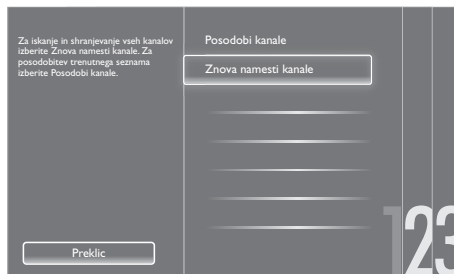 Za iskanje in shranjevanje vseh kanalov
izberite Znova namesti kanale. Za
posodobitev trenutnega seznama
izberite Posodobi kanale.
Posodobi kanale
Znova namesti kanale
Preklic
123